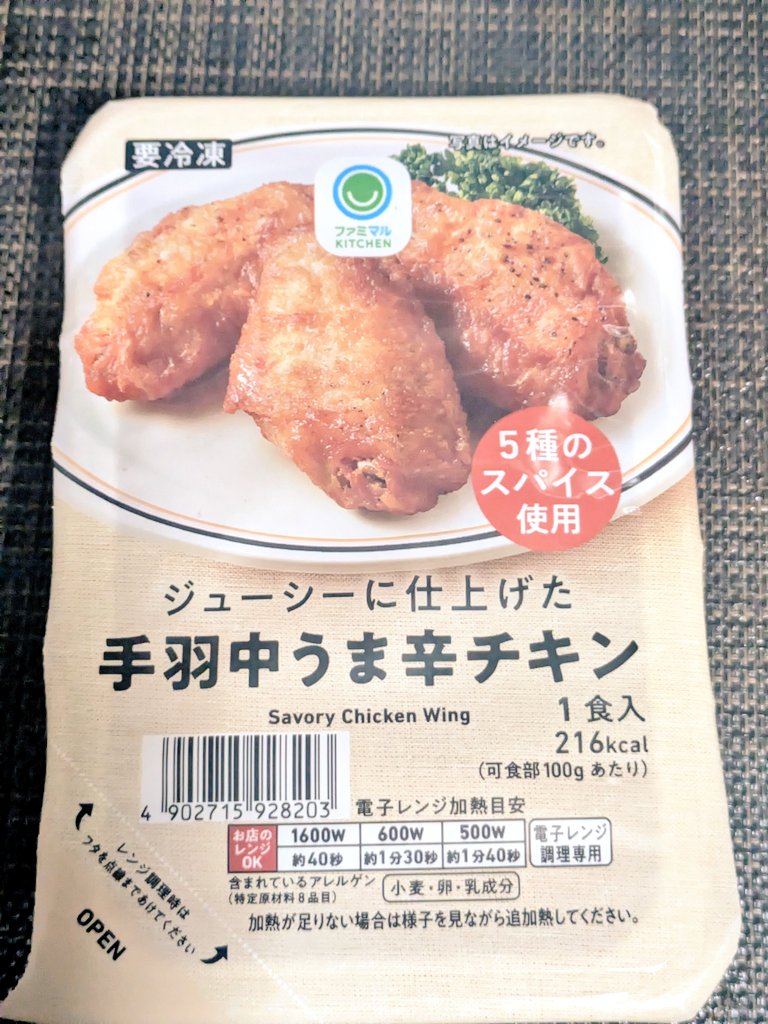 要冷凍
写真はイメージです。
ファミマル
KITCHEN
5種の
スパイス
使用
ジューシーに仕上げた
手羽中うま辛チキン
Savory Chicken Wing
1食入
216kcal
(可食部100gあたり)
4 902715 928203
電子レンジ加熱目安
お店の
レンジ
OK
1600W 600W 500W
約40秒 約1分30秒 約1分40秒
電子レンジ
調理専用
含まれているアレルゲン
(特定原材料8品目)
小麦・卵・乳成分
加熱が足りない場合は様子を見ながら追加熱してください。
レンジ調理時は
フタを点線まであけてください
OPEN